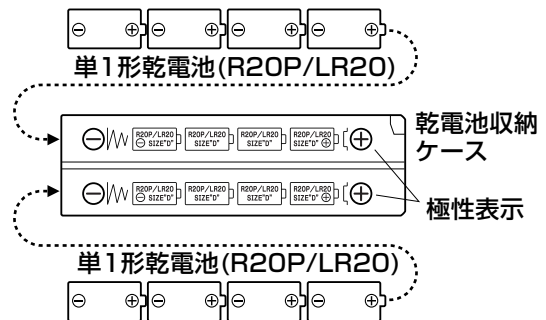 ⊖ ⊕ ⊖ ⊕ ⊖ ⊕ ⊖ ⊕
単1形乾電池(R20P/LR20)
乾電池収納
ケース
⊖ R20P/LR20 R20P/LR20 R20P/LR20 R20P/LR20 ⊕
⊖ SIZE"D" SIZE"D" SIZE"D" SIZE"D" ⊕
⊖ R20P/LR20 R20P/LR20 R20P/LR20 R20P/LR20 ⊕
⊖ SIZE"D" SIZE"D" SIZE"D" SIZE"D" ⊕
極性表示
単1形乾電池(R20P/LR20)
⊖ ⊕ ⊖ ⊕ ⊖ ⊕ ⊖ ⊕